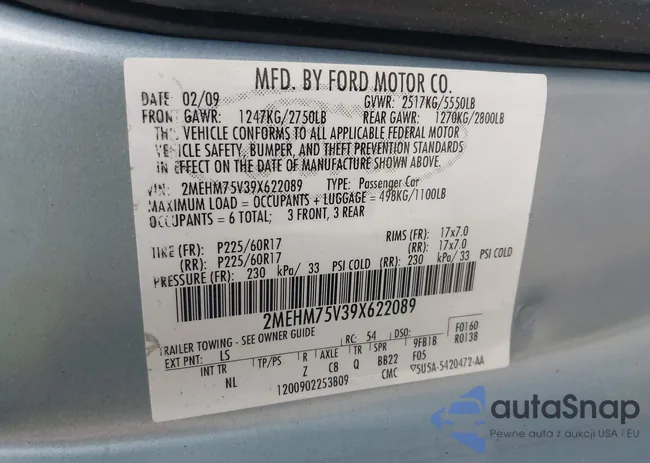 MFD. BY FORD MOTOR CO.
DATE 02/09 GVWR: 2517KG/5550LB
FRONT GAWR: 1247KG/2750LB REAR GAWR: 1270KG/2800LB
THIS VEHICLE CONFORMS TO ALL APPLICABLE FEDERAL MOTOR
VEHICLE SAFETY, BUMPER, AND THEFT PREVENTION STANDARDS
IN EFFECT ON THE DATE OF MANUFACTURE SHOWN ABOVE.
VIN: 2MEHM75V39X622089 TYPE: Passenger Car
MAXIMUM LOAD = OCCUPANTS + LUGGAGE = 498KG/1100LB
OCCUPANTS = 6 TOTAL; 3 FRONT, 3 REAR
TIRE (FR): P225/60R17 RIMS (FR): 17x7.0
(RR): P225/60R17 (RR): 17x7.0
PRESSURE (FR): 230 kPa/ 33 PSI COLD (RR): 230 kPa/ 33 PSI COLD
2MEHM75V39X622089
TRAILER TOWING - SEE OWNER GUIDE RC: 54 DSO: F0160
EXT PNT: LS R AXLE TR SPR 9FB1B R0138
INT TR TP/PS Z C8 Q BB22 F05
NL 1200902253B09 CMC ▽5U5A-5420472-AA
autaSnap
Pewne auta z aukcji USA i EU